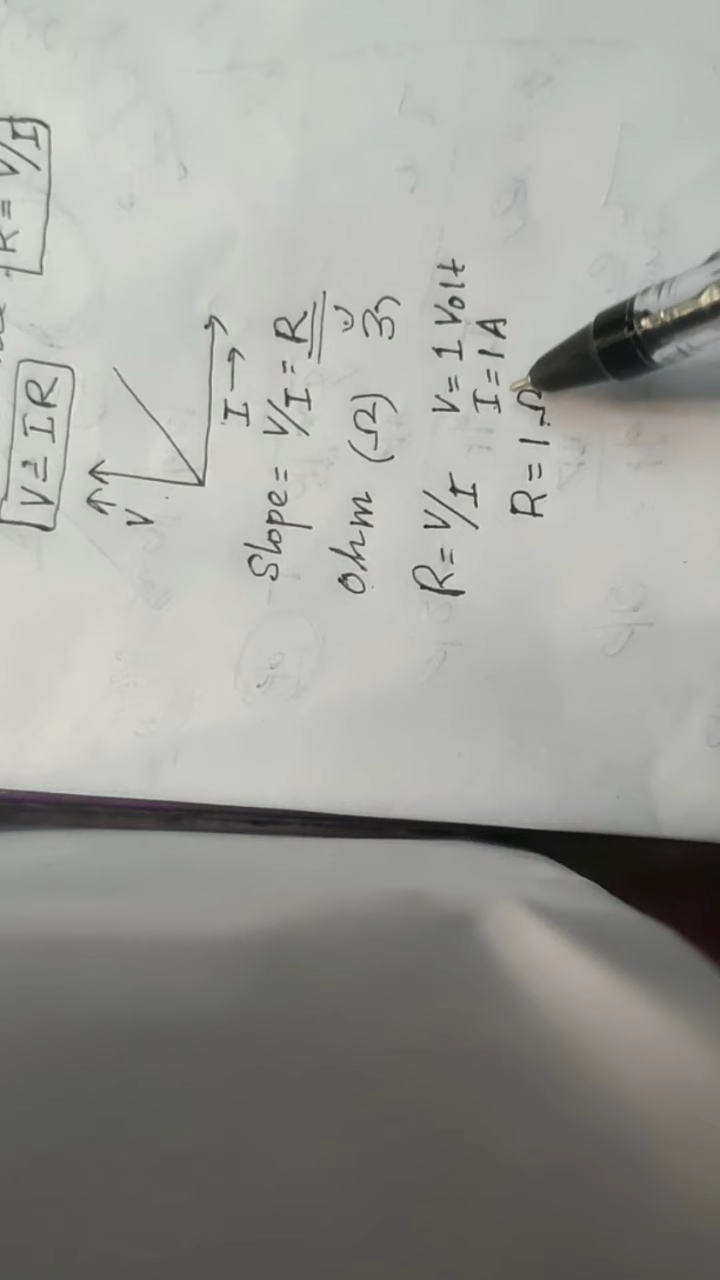 R = V/I
V = IR
V
I →
Slope = V/I = R
Ohm (Ω)
R = V/I V = 1 Volt
I = 1 A
R = 1 Ω